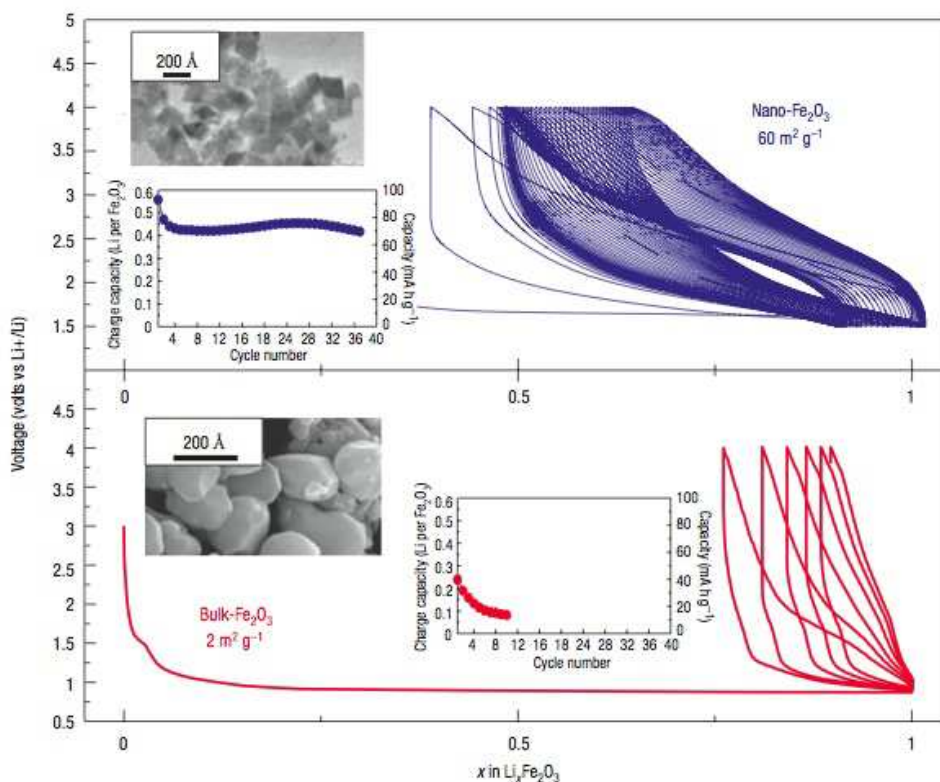 5
4.5
4
3.5
3
2.5
2
1.5
200 Å
Nano-Fe2O3
60 m2 g–1
0.6
0.5
0.4
0.3
0.2
0.1
0
100
80
60
40
20
0
Charge capacity (Li per Fe2O3)
Capacity (mA h g–1)
4 8 12 16 20 24 28 32 36 40
Cycle number
0 0.5 1
Voltage (volts vs Li+/Li)
4.5
4
3.5
3
2.5
2
1.5
1
0.5
200 Å
Bulk-Fe2O3
2 m2 g–1
0.6
0.5
0.4
0.3
0.2
0.1
100
80
60
40
20
0
Charge capacity (Li per Fe2O3)
Capacity (mA h g–1)
4 8 12 16 20 24 28 32 36 40
Cycle number
0 0.5 1
x in LixFe2O3